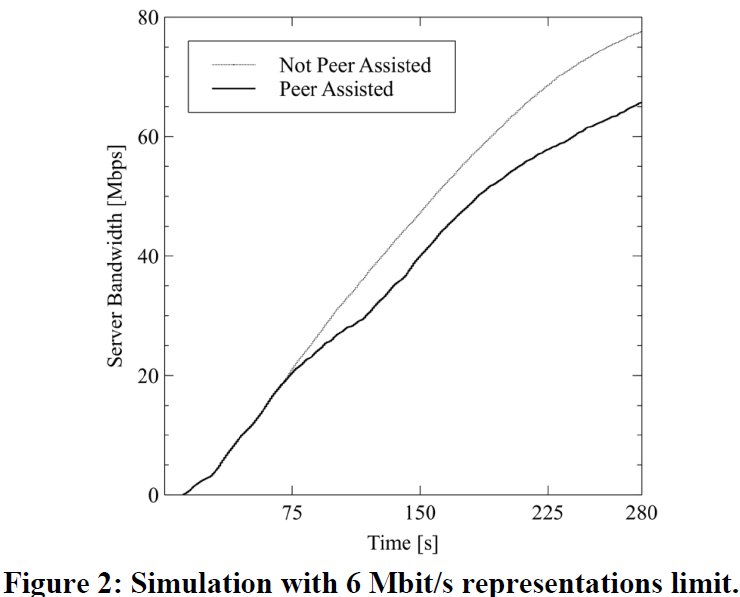 80
Not Peer Assisted
Peer Assisted
60
Server Bandwidth [Mbps]
40
20
0
75 150 225 280
Time [s]
Figure 2: Simulation with 6 Mbit/s representations limit.